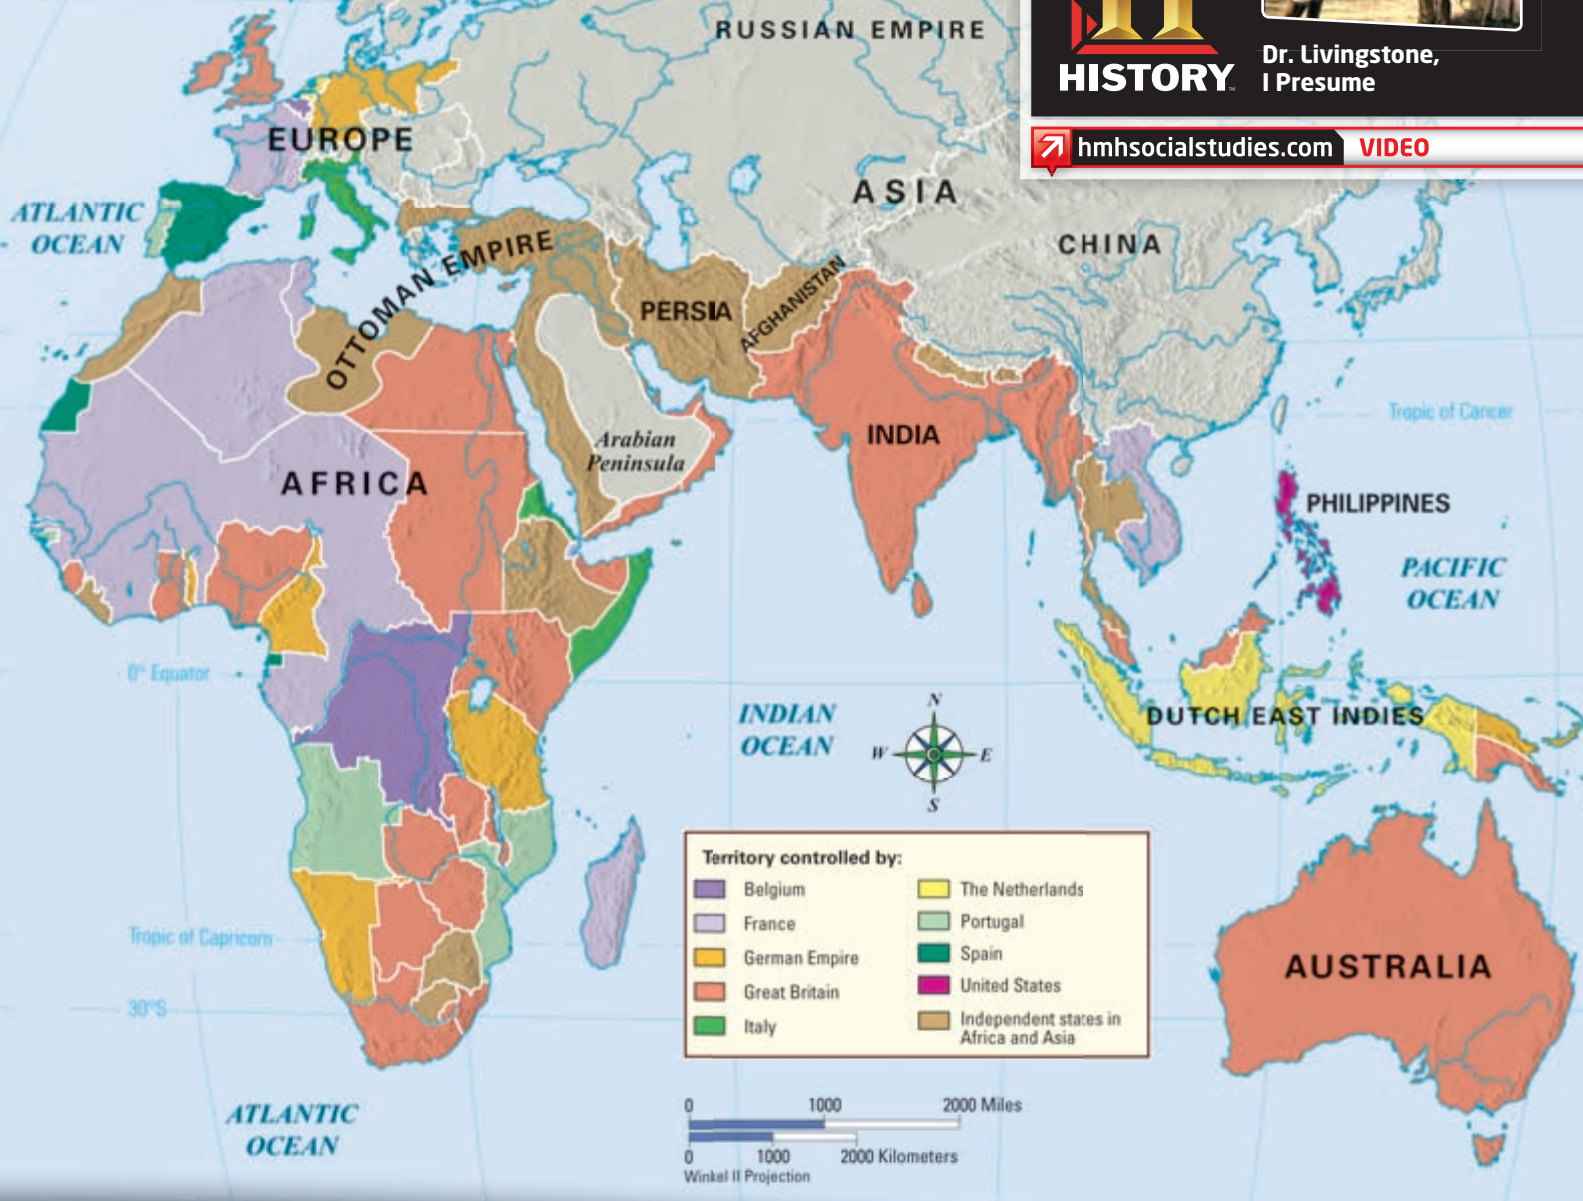 RUSSIAN EMPIRE
HISTORY
Dr. Livingstone,
I Presume
hmhsocialstudies.com VIDEO
EUROPE
ASIA
CHINA
ATLANTIC
OCEAN
OTTOMAN EMPIRE
PERSIA
AFGHANISTAN
INDIA
Arabian
Peninsula
AFRICA
Tropic of Cancer
PHILIPPINES
PACIFIC
OCEAN
0° Equator
INDIAN
OCEAN
N
W E
S
DUTCH EAST INDIES
Territory controlled by:
Belgium
France
German Empire
Great Britain
Italy
The Netherlands
Portugal
Spain
United States
Independent states in
Africa and Asia
Tropic of Capricorn
30°S
AUSTRALIA
ATLANTIC
OCEAN
0 1000 2000 Miles
0 1000 2000 Kilometers
Winkel II Projection